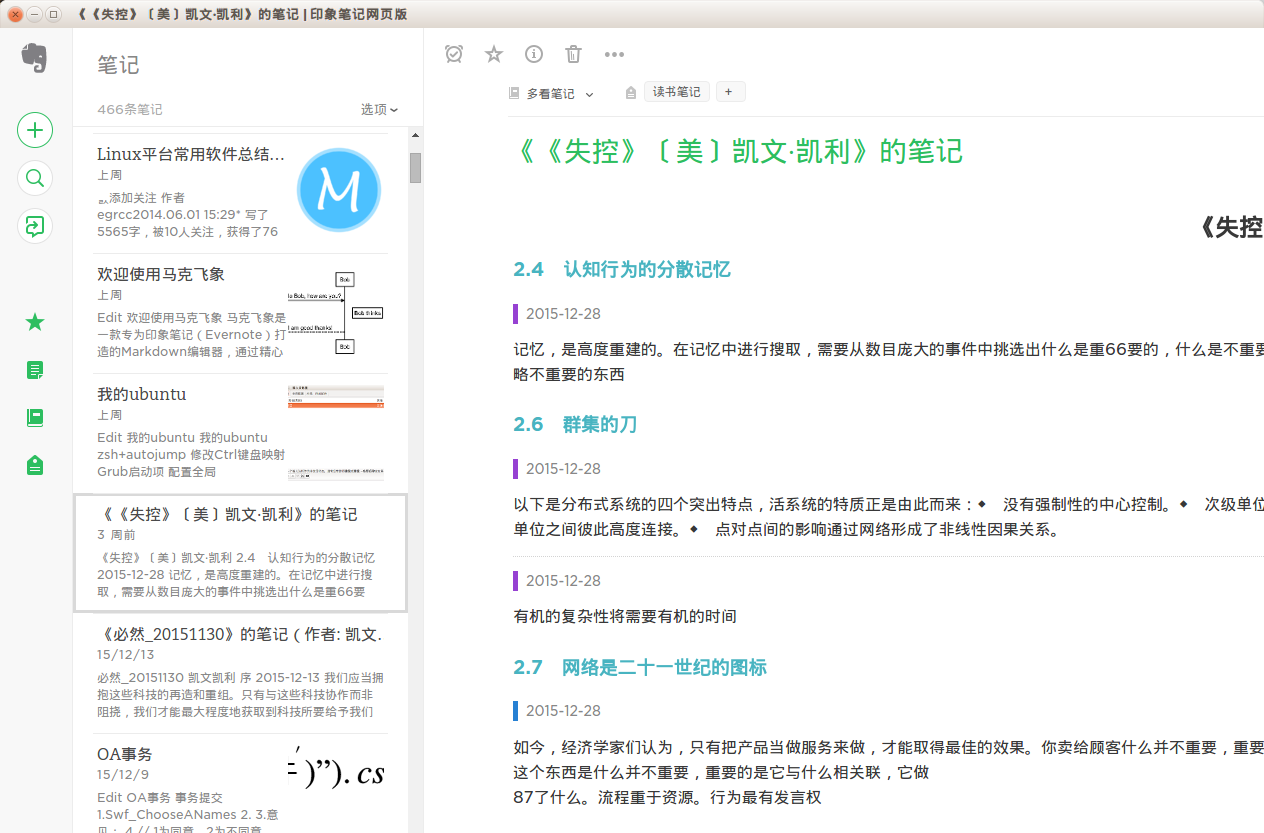 《《失控》〔美〕凯文·凯利》的笔记 | 印象笔记网页版
笔记
466条笔记
选项
Linux平台常用软件总结...
上周
添加关注 作者
egrcc2014.06.01 15:29* 写了
5565字，被10人关注，获得了76
欢迎使用马克飞象
上周
Edit 欢迎使用马克飞象 马克飞象是
一款专为印象笔记（Evernote）打
造的Markdown编辑器，通过精心
Bob
to Bob, how are you?
Bob thinks
I am good thanks!
Bob
我的ubuntu
上周
Edit 我的ubuntu 我的ubuntu
zsh+autojump 修改Ctrl键盘映射
Grub启动项 配置全局
《《失控》〔美〕凯文·凯利》的笔记
3 周前
《失控》〔美〕凯文·凯利 2.4 认知行为的分散记忆
2015-12-28 记忆，是高度重建的。在记忆中进行搜
取，需要从数目庞大的事件中挑选出什么是重66要
《必然_20151130》的笔记（作者: 凯文.
15/12/13
必然_20151130 凯文凯利 序 2015-12-13 我们应当拥
抱这些科技的再造和重组。只有与这些科技协作而非
阻挠，我们才能最大程度地获取到科技所要给予我们
OA事务
15/12/9
Edit OA事务 事务提交
1.Swf_ChooseANames 2. 3.意
见： 4.// 1为同意，2为不同意
)”). cs
多看笔记
读书笔记
+
《《失控》〔美〕凯文·凯利》的笔记
《失控
2.4 认知行为的分散记忆
2015-12-28
记忆，是高度重建的。在记忆中进行搜取，需要从数目庞大的事件中挑选出什么是重66要的，什么是不重要
略不重要的东西
2.6 群集的刀
2015-12-28
以下是分布式系统的四个突出特点，活系统的特质正是由此而来：◆ 没有强制性的中心控制。◆ 次级单位
单位之间彼此高度连接。◆ 点对点间的影响通过网络形成了非线性因果关系。
2015-12-28
有机的复杂性将需要有机的时间
2.7 网络是二十一世纪的图标
2015-12-28
如今，经济学家们认为，只有把产品当做服务来做，才能取得最佳的效果。你卖给顾客什么并不重要，重要
这个东西是什么并不重要，重要的是它与什么相关联，它做
87了什么。流程重于资源。行为最有发言权